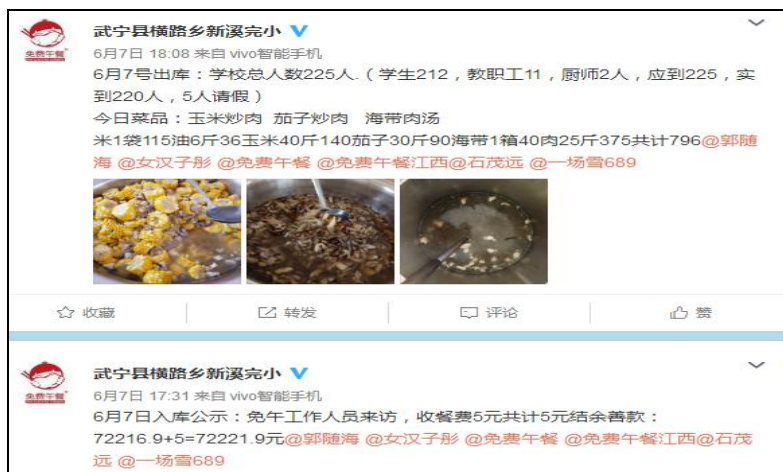 武宁县横路乡新溪完小 V
免费午餐
6月7日 18:08 来自 vivo智能手机
6月7号出库：学校总人数225人.（学生212，教职工11，厨师2人，应到225，实
到220人，5人请假）
今日菜品：玉米炒肉 茄子炒肉 海带肉汤
米1袋115油6斤36玉米40斤140茄子30斤90海带1箱40肉25斤375共计796@郭随
海 @女汉子彤 @免费午餐 @免费午餐江西@石茂远 @一场雪689
收藏 转发 评论 赞
武宁县横路乡新溪完小 V
免费午餐
6月7日 17:31 来自 vivo智能手机
6月7日入库公示：免午工作人员来访，收餐费5元共计5元结余善款：
72216.9+5=72221.9元@郭随海 @女汉子彤 @免费午餐 @免费午餐江西@石茂
远 @一场雪689